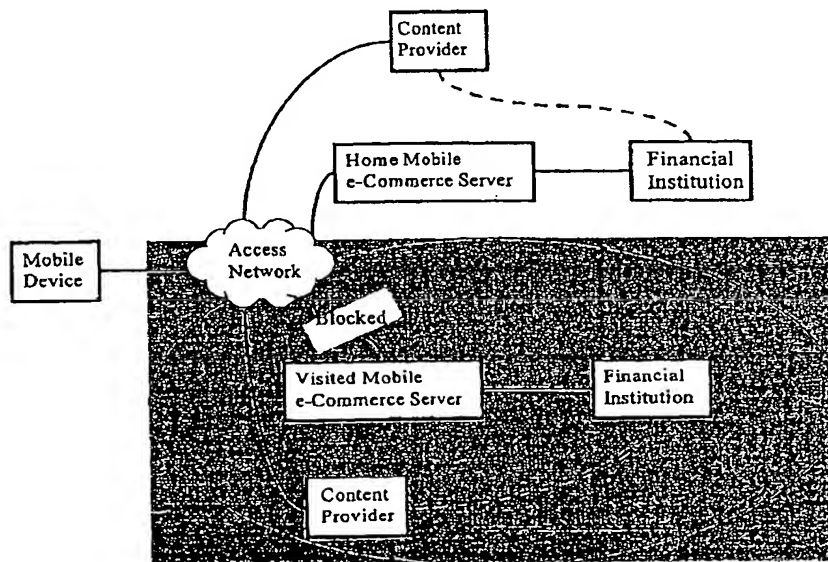 Content
Provider
Home Mobile
e-Commerce Server
Financial
Institution
Mobile
Device
Access
Network
Blocked
Visited Mobile
e-Commerce Server
Financial
Institution
Content
Provider